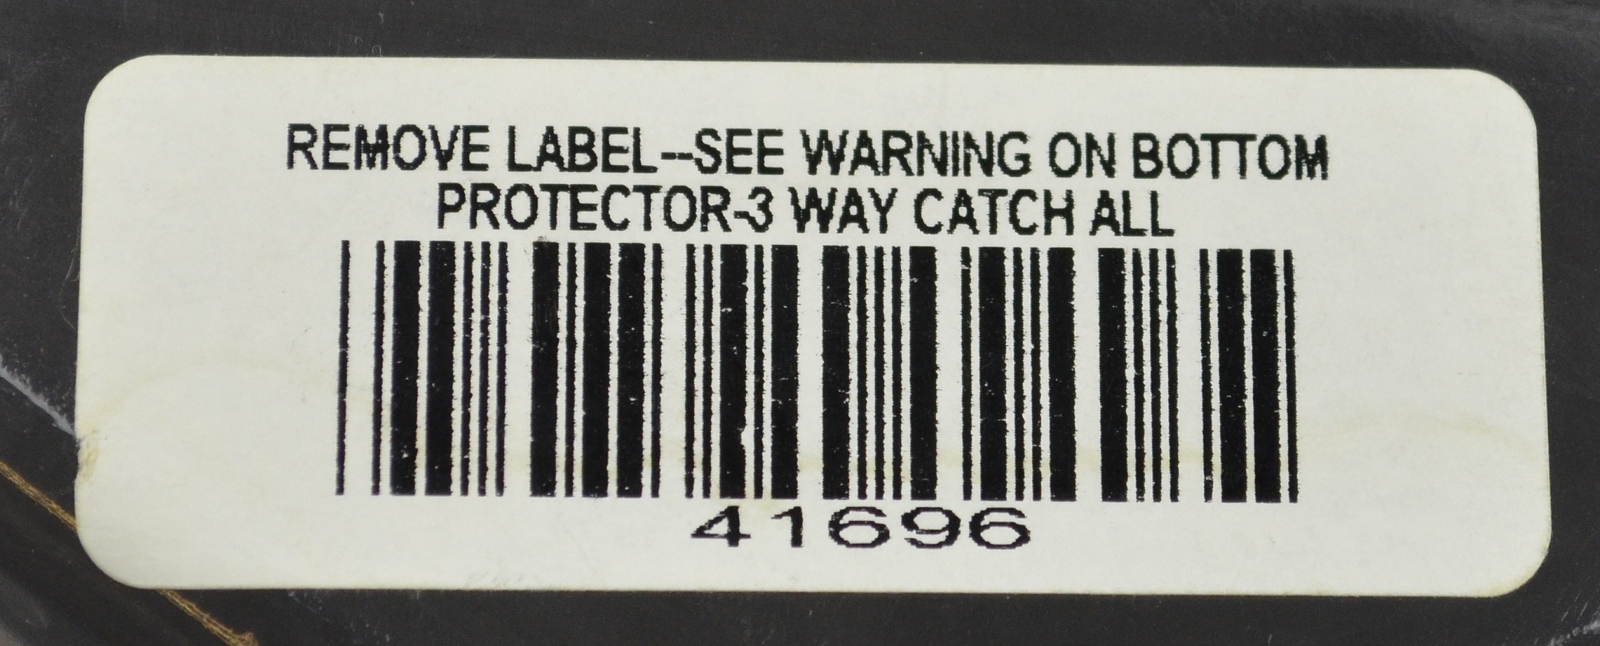 REMOVE LABEL--SEE WARNING ON BOTTOM
PROTECTOR-3 WAY CATCH ALL
41696